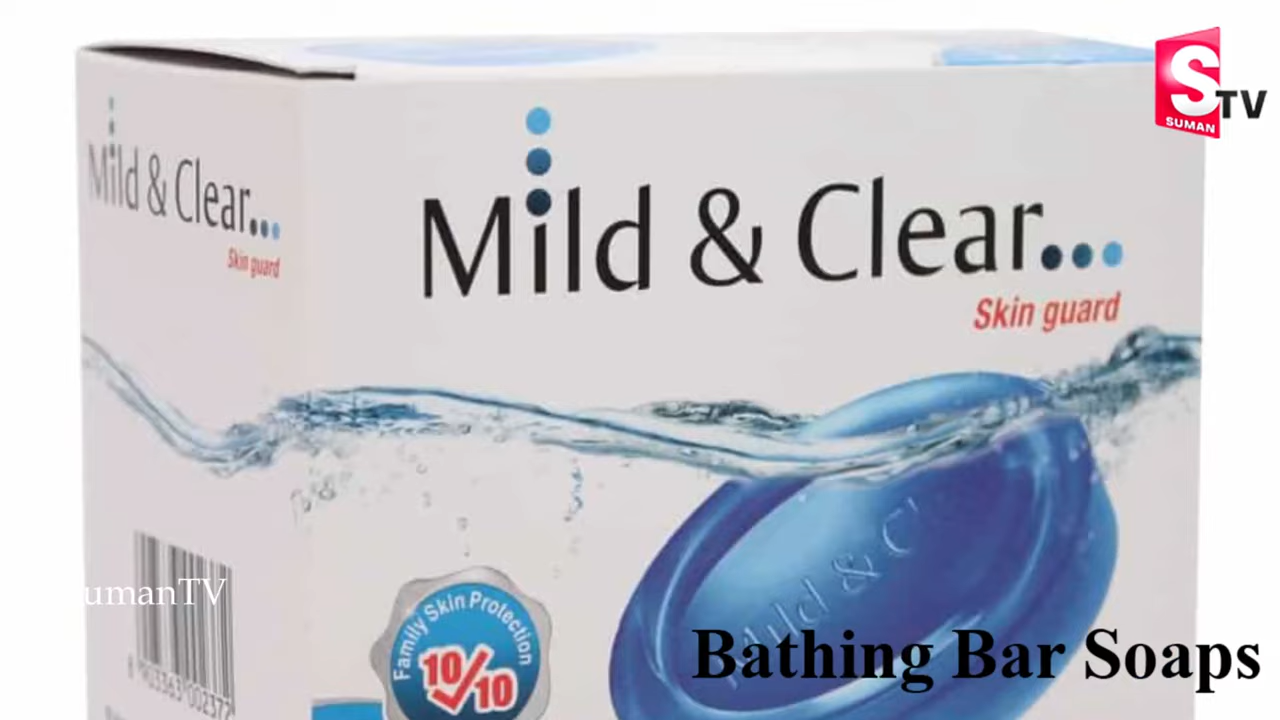 S
TV
SUMAN
Mild & Clear...
Skin guard
Mild & Clear...
Skin guard
Mild & C
umanTV
Family Skin Protection
10/10
Bathing Bar Soaps